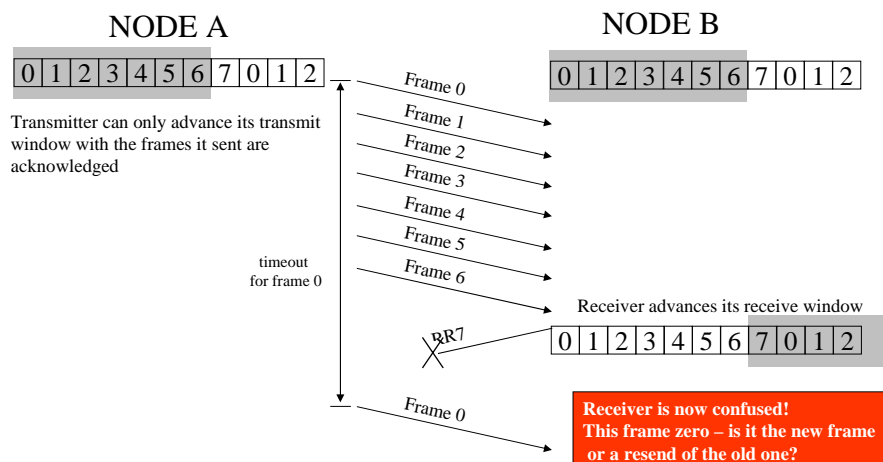 NODE A
NODE B
0 1 2 3 4 5 6 7 0 1 2
0 1 2 3 4 5 6 7 0 1 2
Transmitter can only advance its transmit
window with the frames it sent are
acknowledged
Frame 0
Frame 1
Frame 2
Frame 3
Frame 4
Frame 5
Frame 6
timeout
for frame 0
Receiver advances its receive window
RR7
0 1 2 3 4 5 6 7 0 1 2
Frame 0
Receiver is now confused!
This frame zero – is it the new frame
or a resend of the old one?